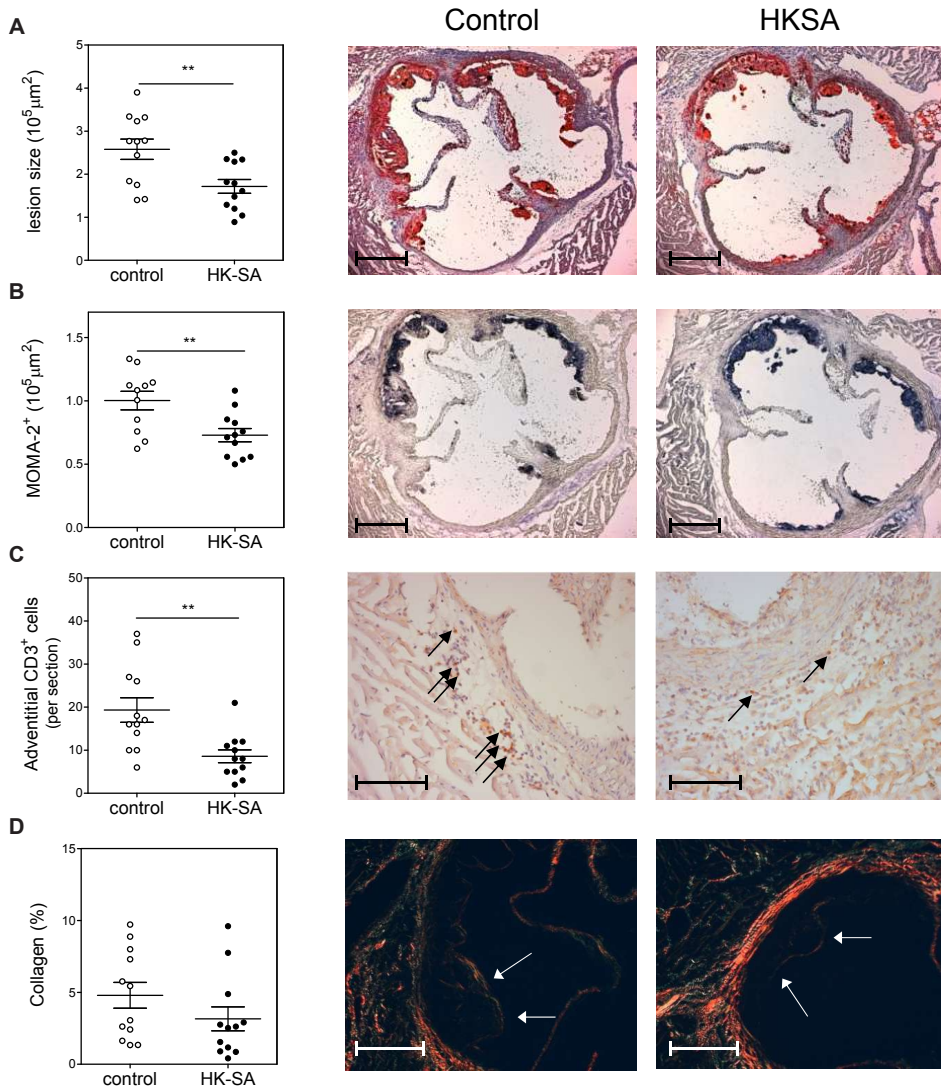 Control
HKSA
A
lesion size (10⁵μm²)
5
4
3
2
1
0
**
control
HK-SA
B
MOMA-2⁺ (10⁵μm²)
1.5
1.0
0.5
0.0
**
control
HK-SA
C
Adventitial CD3⁺ cells
(per section)
50
40
30
20
10
0
**
control
HK-SA
D
Collagen (%)
15
10
5
0
control
HK-SA